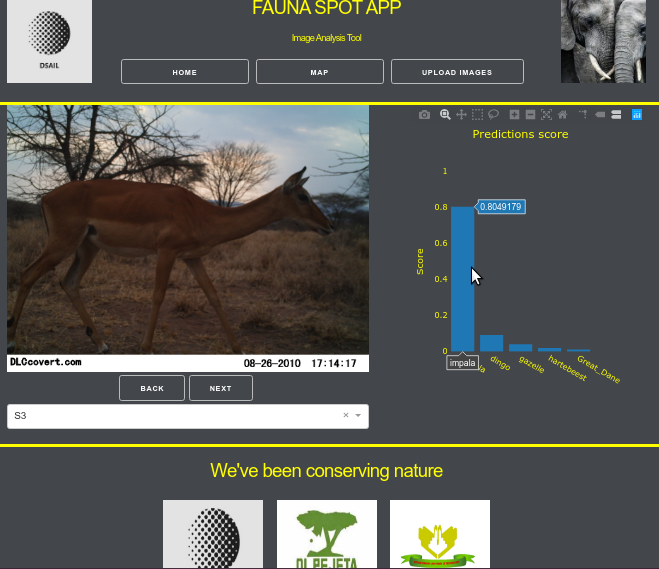 FAUNA SPOT APP
Image Analysis Tool
DSAIL
HOME
MAP
UPLOAD IMAGES
Predictions score
1
0.8
0.8049179
0.6
Score
0.4
0.2
0
impala
dingo
gazelle
hartebeest
Great_Dane
DLCcovert.com
08-26-2010 17:14:17
BACK
NEXT
S3
We've been conserving nature